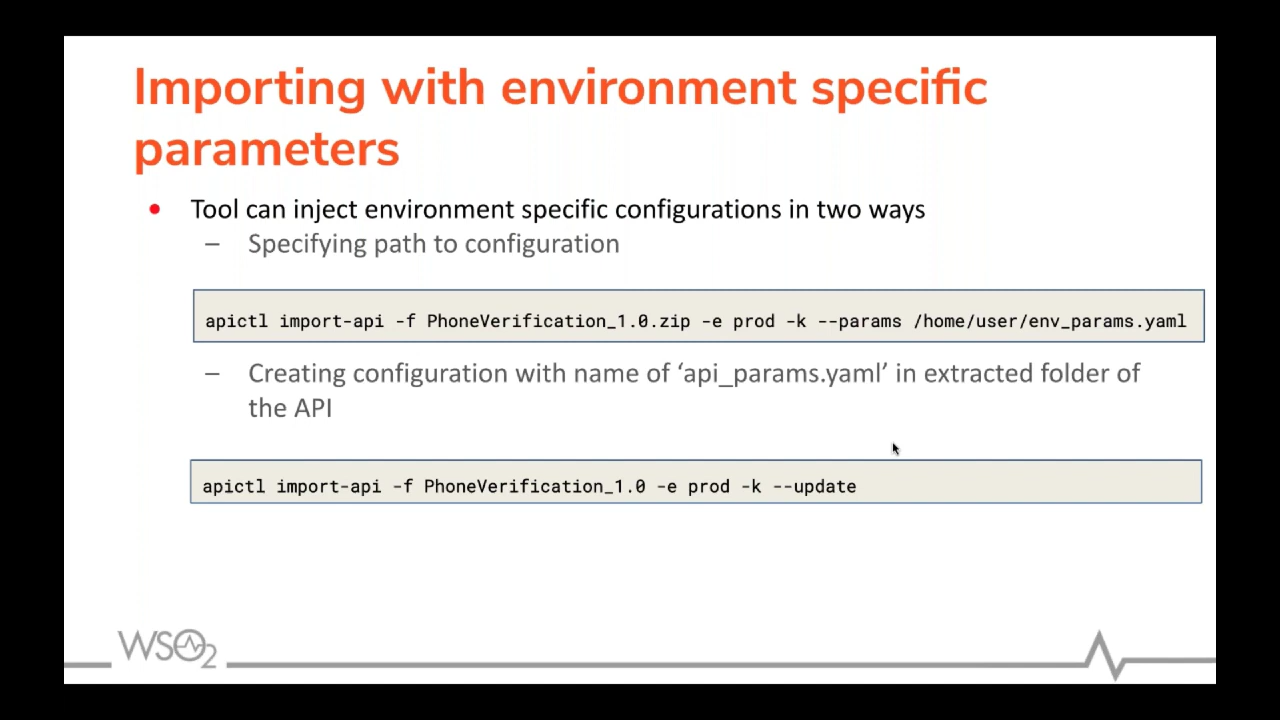 Importing with environment specific
parameters
• Tool can inject environment specific configurations in two ways
– Specifying path to configuration
apictl import-api -f PhoneVerification_1.0.zip -e prod -k --params /home/user/env_params.yaml
– Creating configuration with name of ‘api_params.yaml’ in extracted folder of
the API
apictl import-api -f PhoneVerification_1.0 -e prod -k --update
WSO2